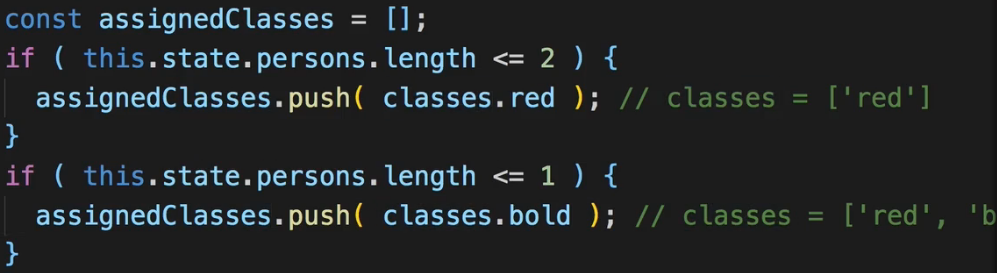 const assignedClasses = [];
if ( this.state.persons.length <= 2 ) {
  assignedClasses.push( classes.red ); // classes = ['red']
}
if ( this.state.persons.length <= 1 ) {
  assignedClasses.push( classes.bold ); // classes = ['red', 'b
}